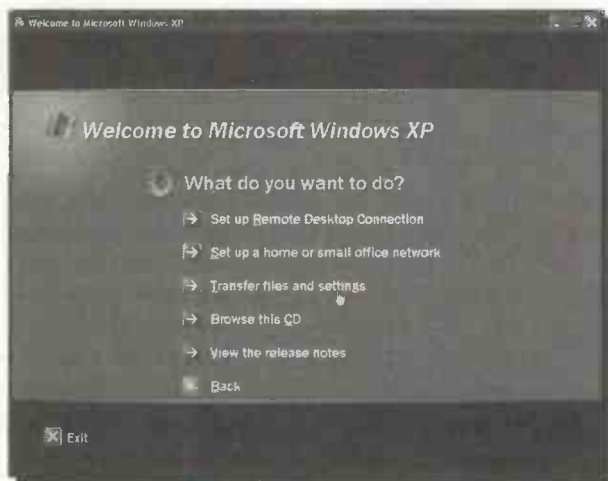 Welcome to Microsoft Windows XP
Welcome to Microsoft Windows XP
What do you want to do?
Set up Remote Desktop Connection
Set up a home or small office network
Transfer files and settings
Browse this CD
View the release notes
Back
Exit